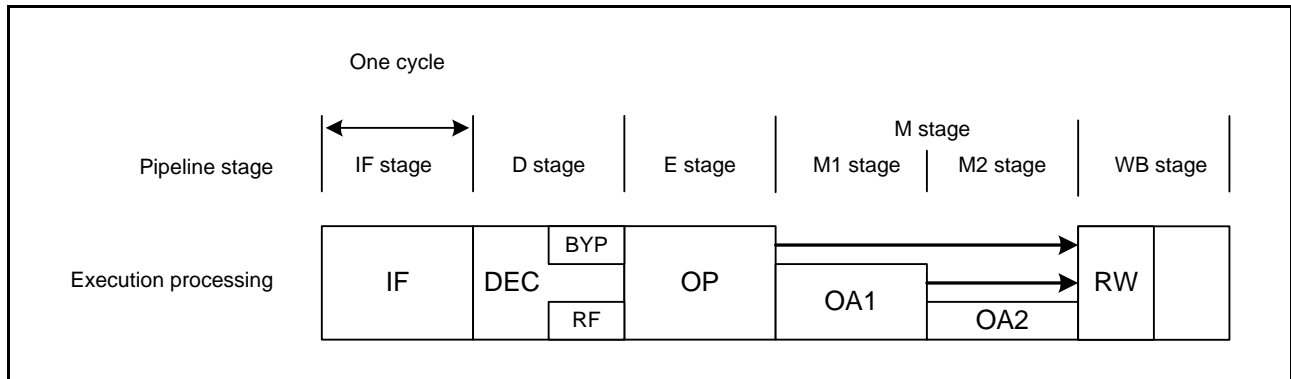 One cycle
M stage
Pipeline stage IF stage D stage E stage M1 stage M2 stage WB stage
BYP
Execution processing IF DEC OP OA1 RW
RF OA2